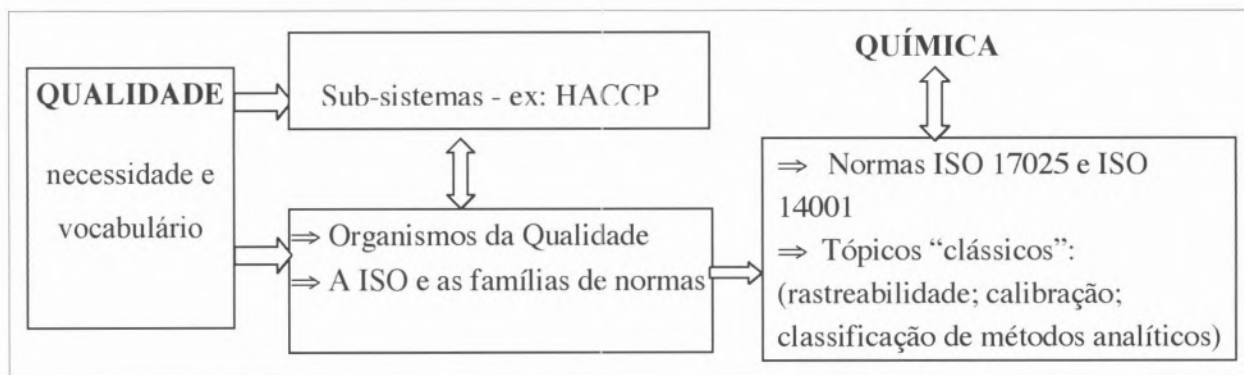 QUALIDADE
necessidade e
vocabulário
Sub-sistemas - ex: HACCP
⇒ Organismos da Qualidade
⇒ A ISO e as famílias de normas
QUÍMICA
⇒ Normas ISO 17025 e ISO
14001
⇒ Tópicos “clássicos”:
(rastreabilidade; calibração;
classificação de métodos analíticos)